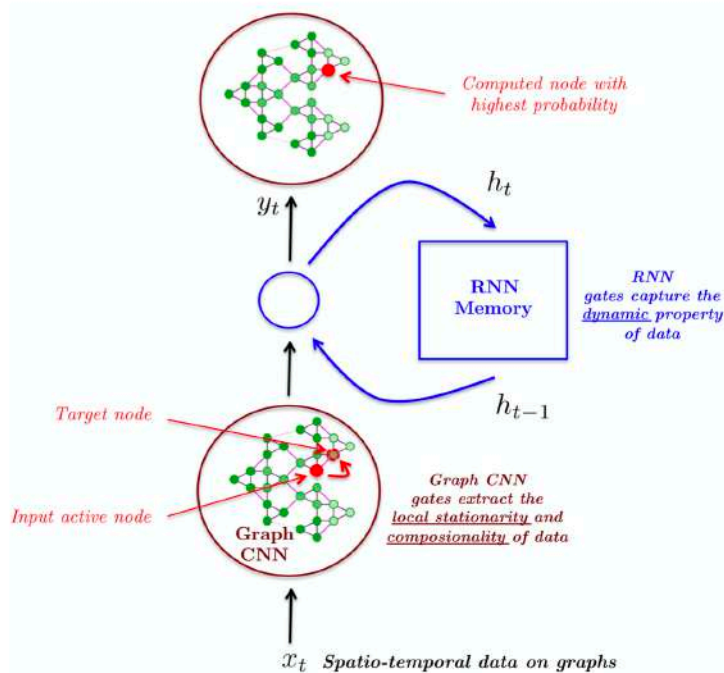 Computed node with
highest probability
y_t
h_t
RNN
Memory
RNN
gates capture the
dynamic property
of data
h_{t-1}
Target node
Input active node
Graph
CNN
Graph CNN
gates extract the
local stationarity and
composionality of data
x_t Spatio-temporal data on graphs